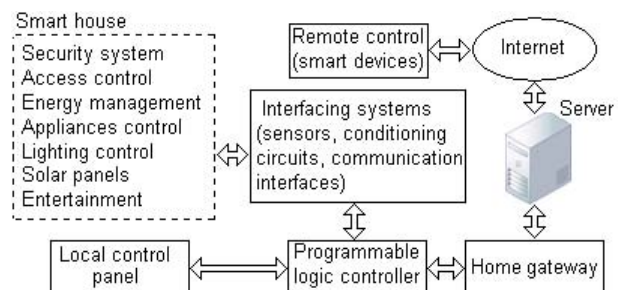 Smart house
Security system
Access control
Energy management
Appliances control
Lighting control
Solar panels
Entertainment
Remote control
(smart devices)
Internet
Interfacing systems
(sensors, conditioning
circuits, communication
interfaces)
Server
Local control
panel
Programmable
logic controller
Home gateway